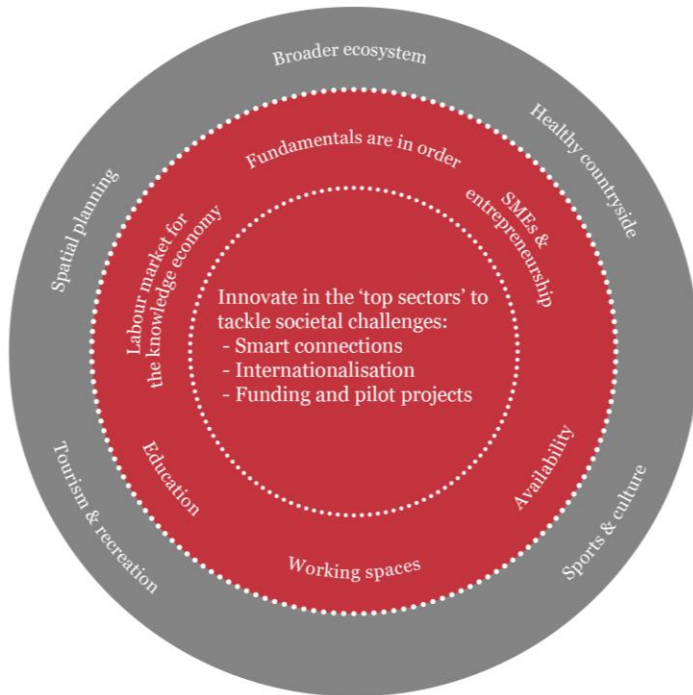 Broader ecosystem
Healthy countryside
Sports & culture
Tourism & recreation
Spatial planning
Fundamentals are in order
SMEs &
entrepreneurship
Availability
Working spaces
Education
Labour market for
the knowledge economy
Innovate in the ‘top sectors’ to
tackle societal challenges:
- Smart connections
- Internationalisation
- Funding and pilot projects